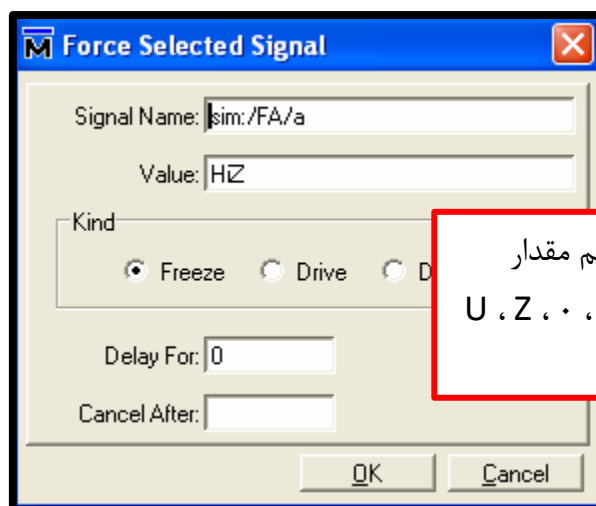 Force Selected Signal
Signal Name: sim:/FA/a
Value: HiZ
Kind
Freeze Drive D
م مقدار
، ۰ ، Z ، U
Delay For: 0
Cancel After:
OK Cancel